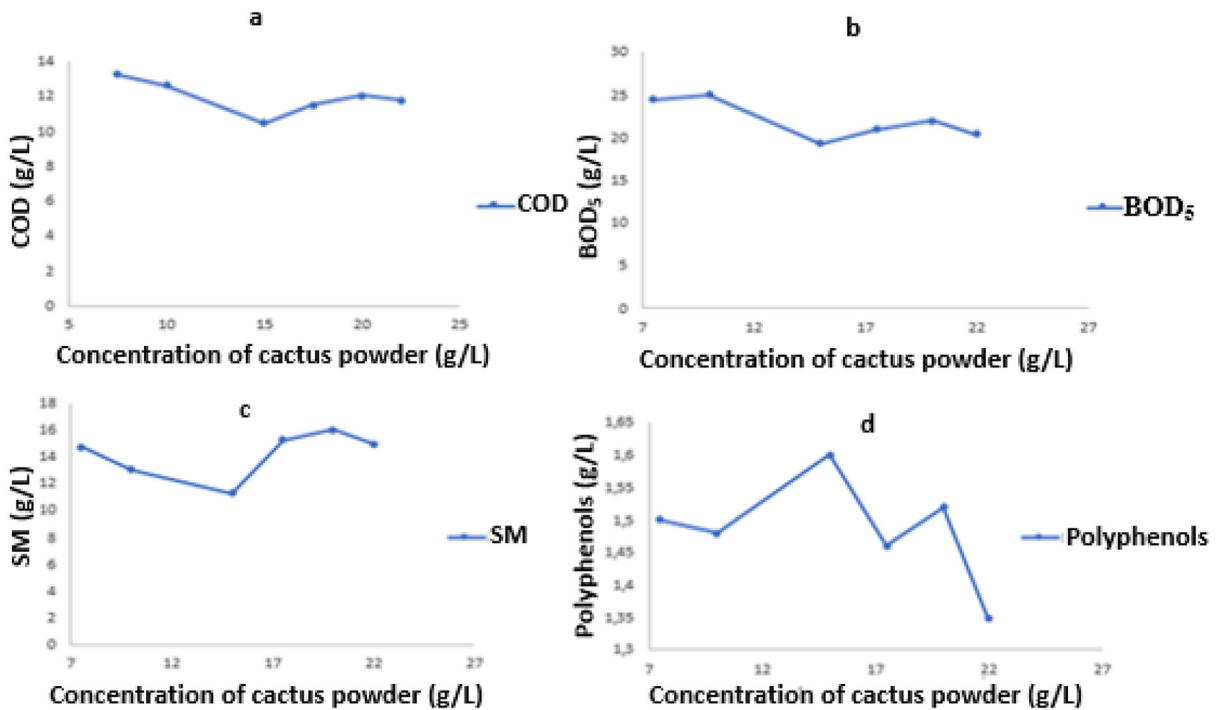 a
14
12
10
8
6
4
2
0
COD (g/L)
5 10 15 20 25
Concentration of cactus powder (g/L)
COD
b
30
25
20
15
10
5
0
BOD₅ (g/L)
7 12 17 22 27
Concentration of cactus powder (g/L)
BOD₅
c
18
16
14
12
10
8
6
4
2
0
SM (g/L)
7 12 17 22 27
Concentration of cactus powder (g/L)
SM
d
1,65
1,6
1,55
1,5
1,45
1,4
1,35
1,3
Polyphenols (g/L)
7 12 17 22 27
Concentration of cactus powder (g/L)
Polyphenols